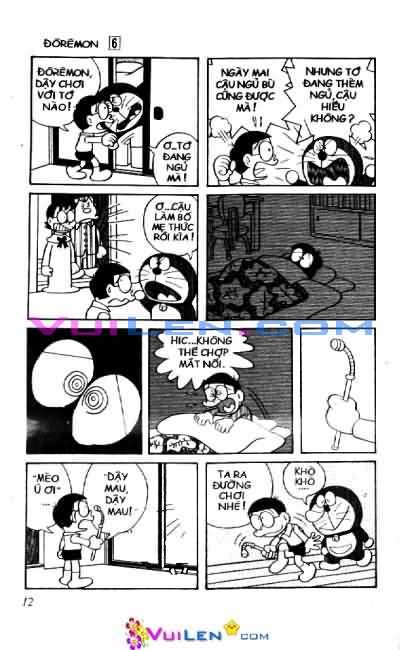 ĐÔRÊMON 6
ĐÔRÊMON,
DẬY CHƠI
VỚI TỚ
NÀO!
Ơ...TỚ
ĐANG
NGỦ
MÀ!
NGÀY MAI
CẬU NGỦ BÙ
CŨNG ĐƯỢC
MÀ!
NHƯNG TỚ
ĐANG THÈM
NGỦ, CẬU
HIỂU
KHÔNG?
Ơ...CẬU
LÀM BỐ
MẸ THỨC
RỒI KÌA!
VUILEN.COM
HIC...KHÔNG
THỂ CHỢP
MẮT NỔI.
"MÈO
Ú ƠI"
....
"DẬY
MAU,
DẬY
MAU!"
TA RA
ĐƯỜNG
CHƠI
NHÉ!
KHÒ
KHÒ
....
12
VUILEN.COM